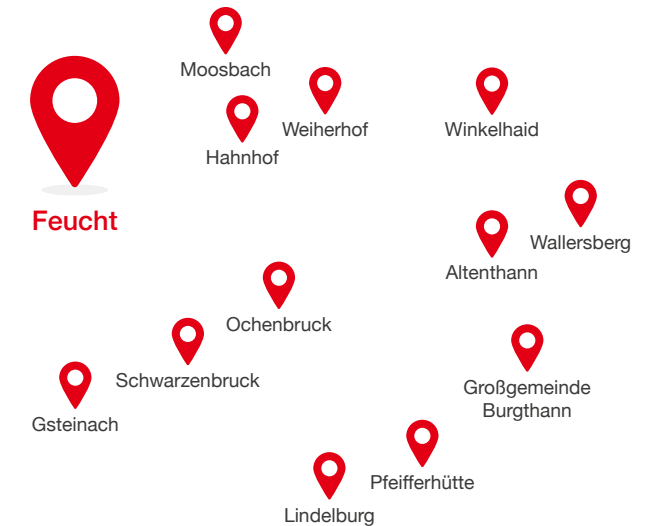 Moosbach
Weiherhof
Winkelhaid
Hahnhof
Feucht
Wallersberg
Altenthann
Ochenbruck
Schwarzenbruck
Großgemeinde
Burgthann
Gsteinach
Pfeifferhütte
Lindelburg